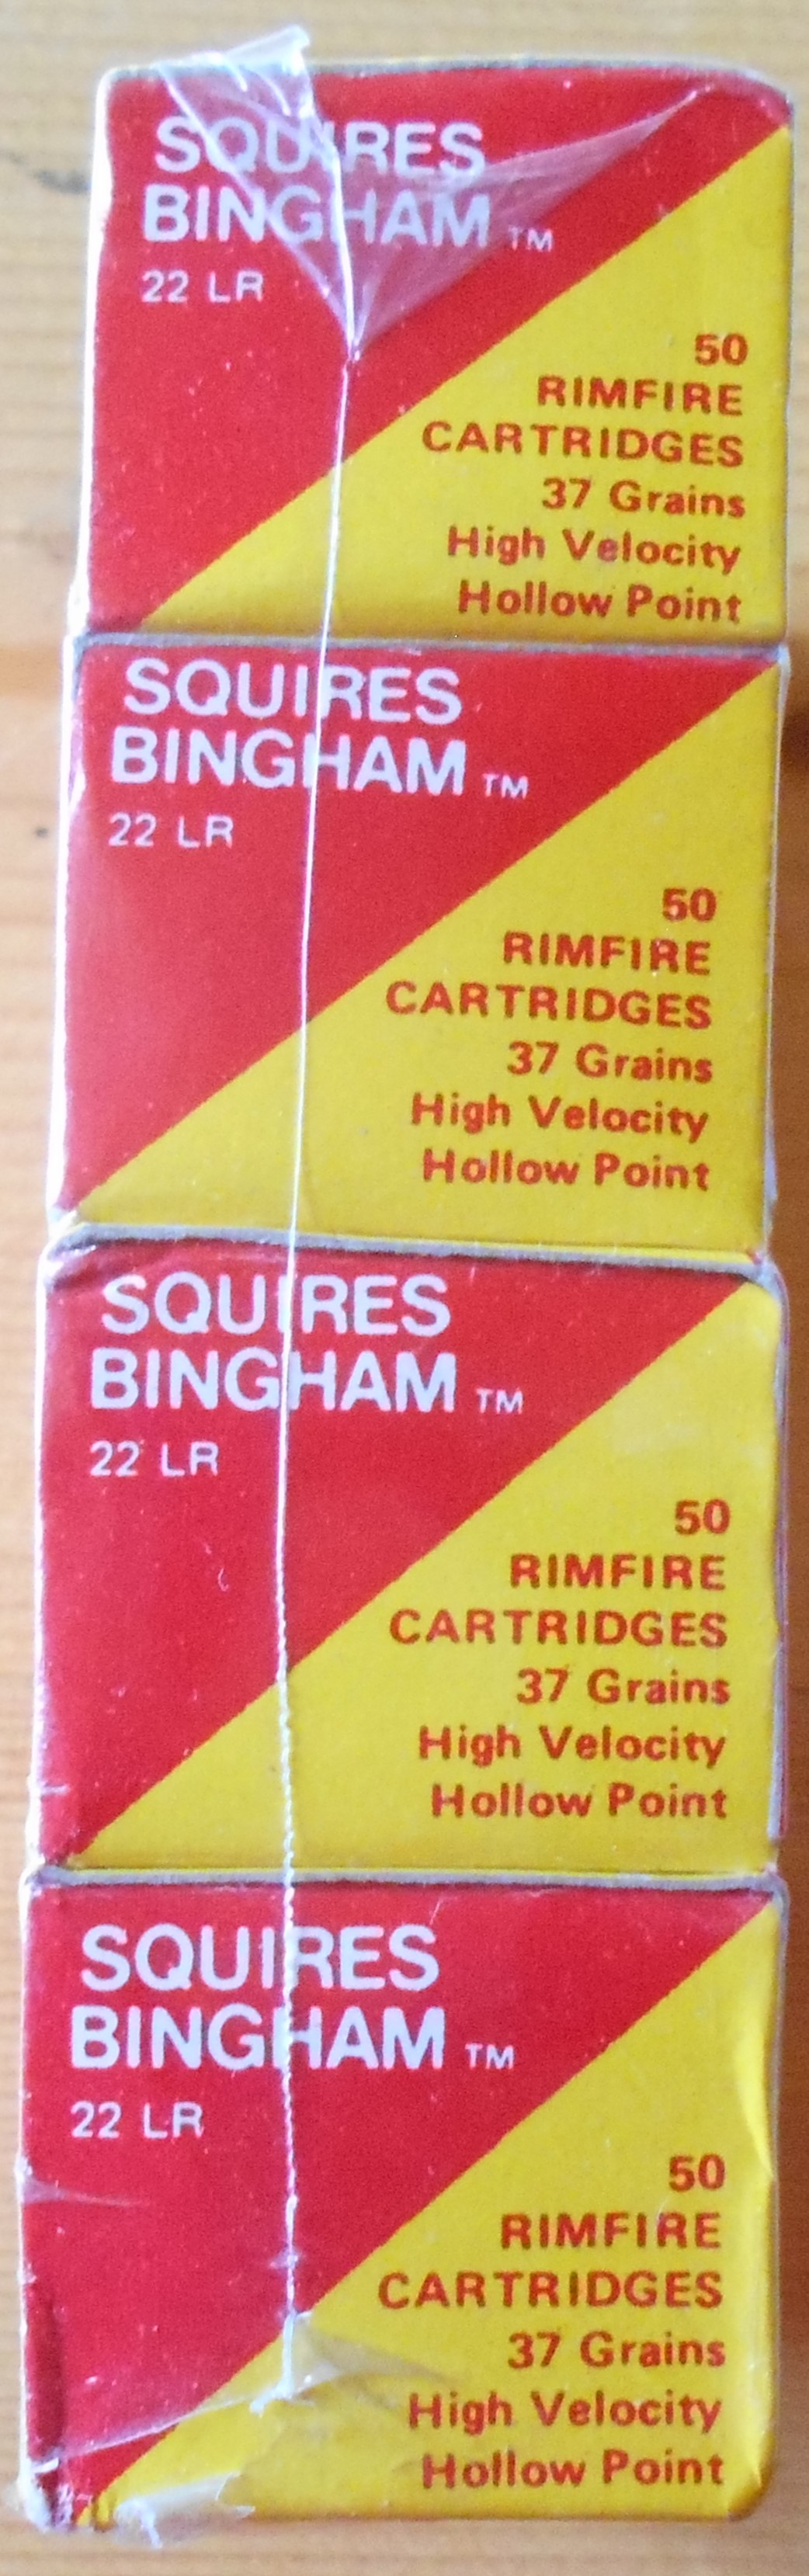 SQUIRES
BINGHAM TM
22 LR
50
RIMFIRE
CARTRIDGES
37 Grains
High Velocity
Hollow Point
SQUIRES
BINGHAM TM
22 LR
50
RIMFIRE
CARTRIDGES
37 Grains
High Velocity
Hollow Point
SQUIRES
BINGHAM TM
22 LR
50
RIMFIRE
CARTRIDGES
37 Grains
High Velocity
Hollow Point
SQUIRES
BINGHAM TM
22 LR
50
RIMFIRE
CARTRIDGES
37 Grains
High Velocity
Hollow Point